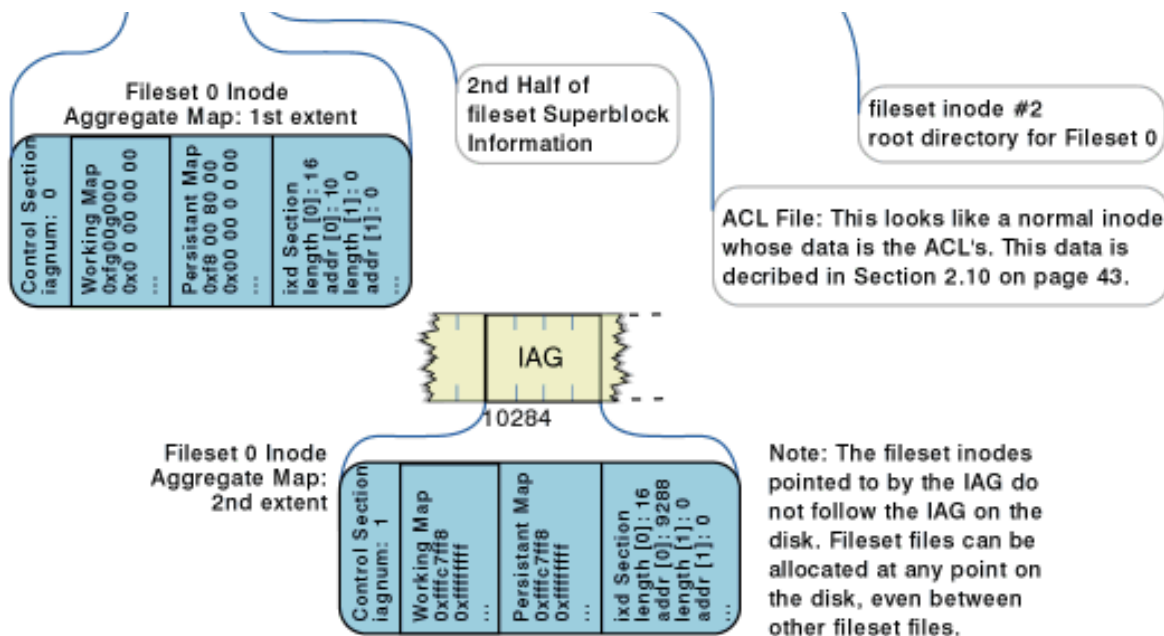 Fileset 0 Inode
Aggregate Map: 1st extent
Control Section
iagnum: 0
Working Map
0xfg00g000
0x0 0 00 00 00
...
Persistant Map
0xf8 00 80 00
0x00 00 0 00
...
ixd Section
length [0]: 16
addr [0]: 10
length [1]: 0
addr [1]: 0
...
2nd Half of
fileset Superblock
Information
fileset inode #2
root directory for Fileset 0
ACL File: This looks like a normal inode
whose data is the ACL's. This data is
decribed in Section 2.10 on page 43.
IAG
10284
Fileset 0 Inode
Aggregate Map:
2nd extent
Control Section
iagnum: 1
Working Map
0xfffc7ff8
0xffffffff
...
Persistant Map
0xfffc7ff8
0xffffffff
...
ixd Section
length [0]: 16
addr [0]: 9288
length [1]: 0
addr [1]: 0
...
Note: The fileset inodes
pointed to by the IAG do
not follow the IAG on the
disk. Fileset files can be
allocated at any point on
the disk, even between
other fileset files.